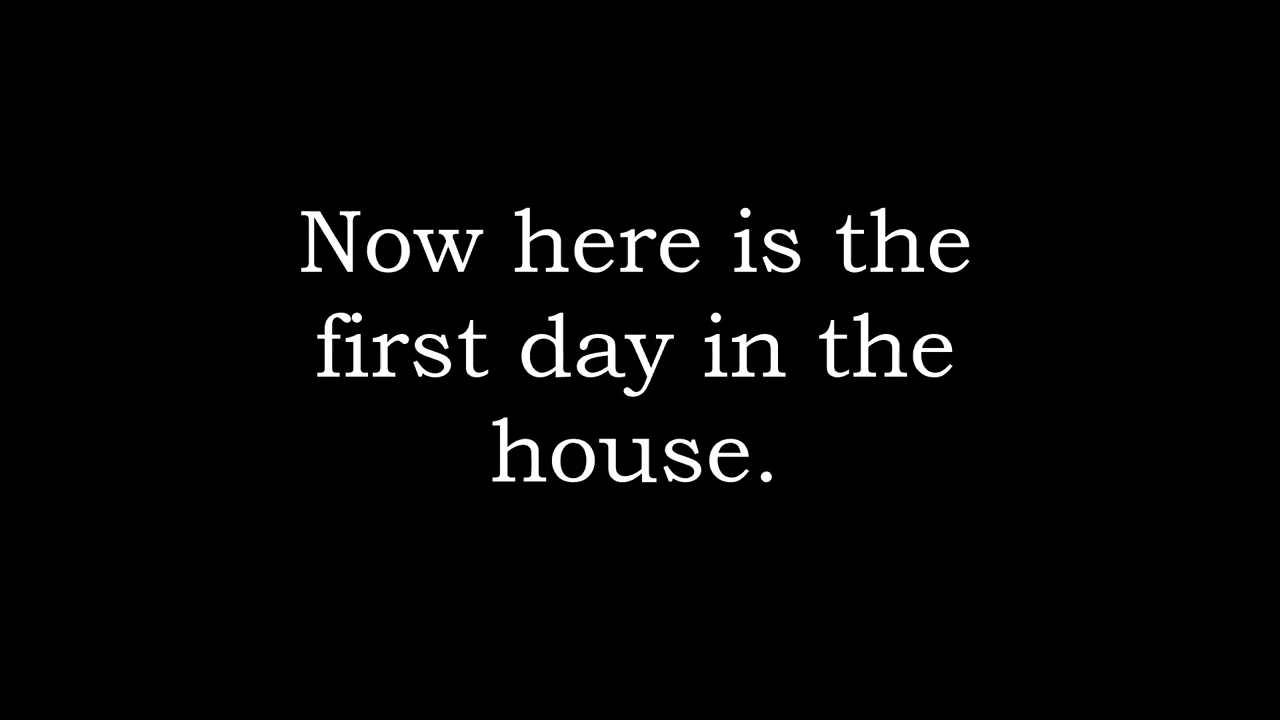 Now here is the
first day in the
house.